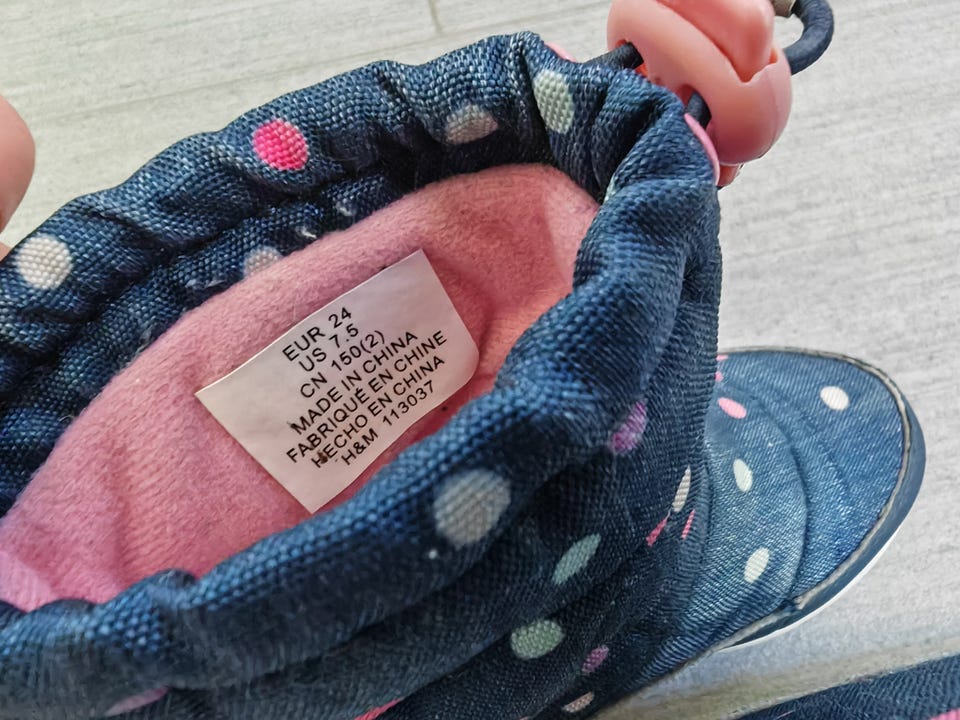 EUR 24
US 7.5
CN 150(2)
MADE IN CHINA
FABRIQUÉ EN CHINE
HECHO EN CHINA
H&M 113037